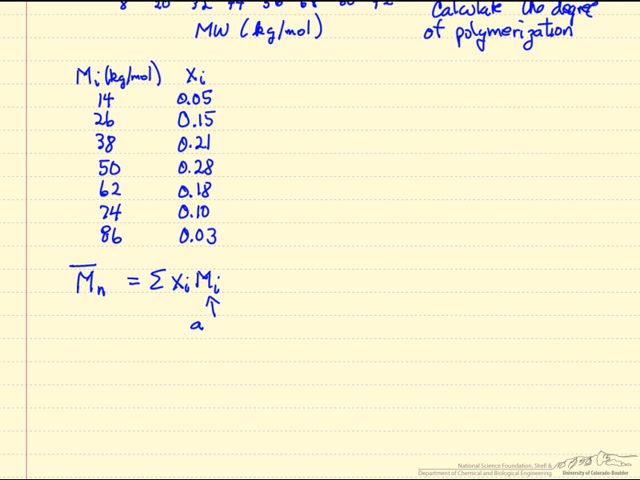 Calculate the degree
MW (kg/mol)
of polymerization
Mi (kg/mol) xi
14 0.05
26 0.15
38 0.21
50 0.28
62 0.18
74 0.10
86 0.03
M̅n = Σ xi Mi
↑
a
National Science Foundation, Shell &
Department of Chemical and Biological Engineering
University of Colorado-Boulder